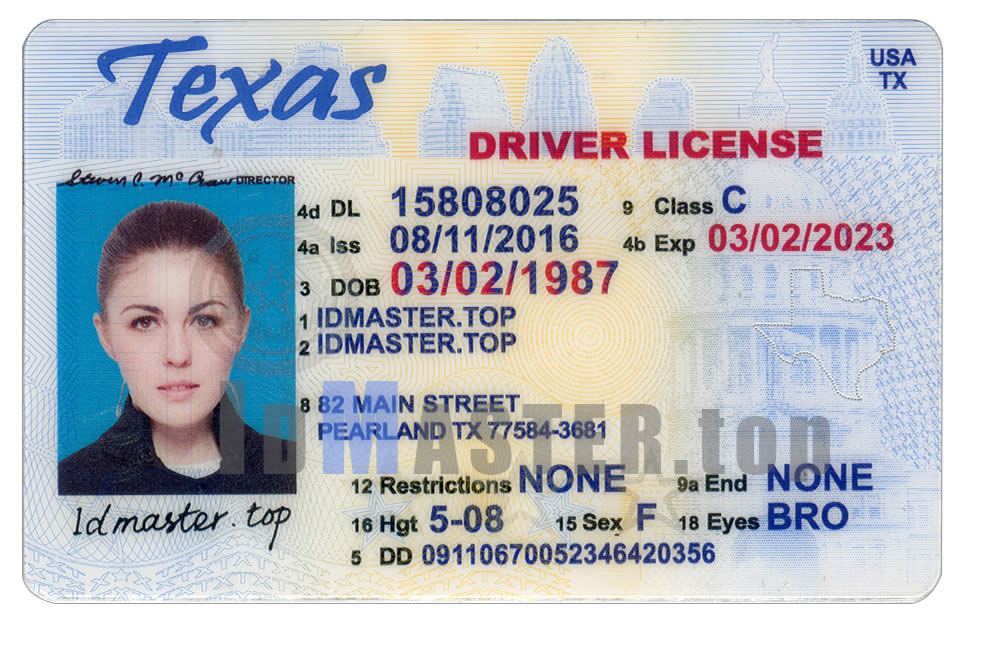 Texas
USA
TX
DRIVER LICENSE
Steven C. McCraw DIRECTOR
4d DL 15808025 9 Class C
4a Iss 08/11/2016 4b Exp 03/02/2023
3 DOB 03/02/1987
1 IDMASTER.TOP
2 IDMASTER.TOP
8 82 MAIN STREET
PEARLAND TX 77584-3681
IDMASTER.top
12 Restrictions NONE 9a End NONE
16 Hgt 5-08 15 Sex F 18 Eyes BRO
5 DD 09110670052346420356
Idmaster.top